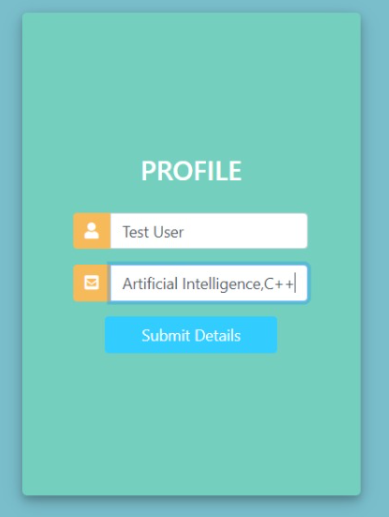 PROFILE
Test User
Artificial Intelligence,C++
Submit Details